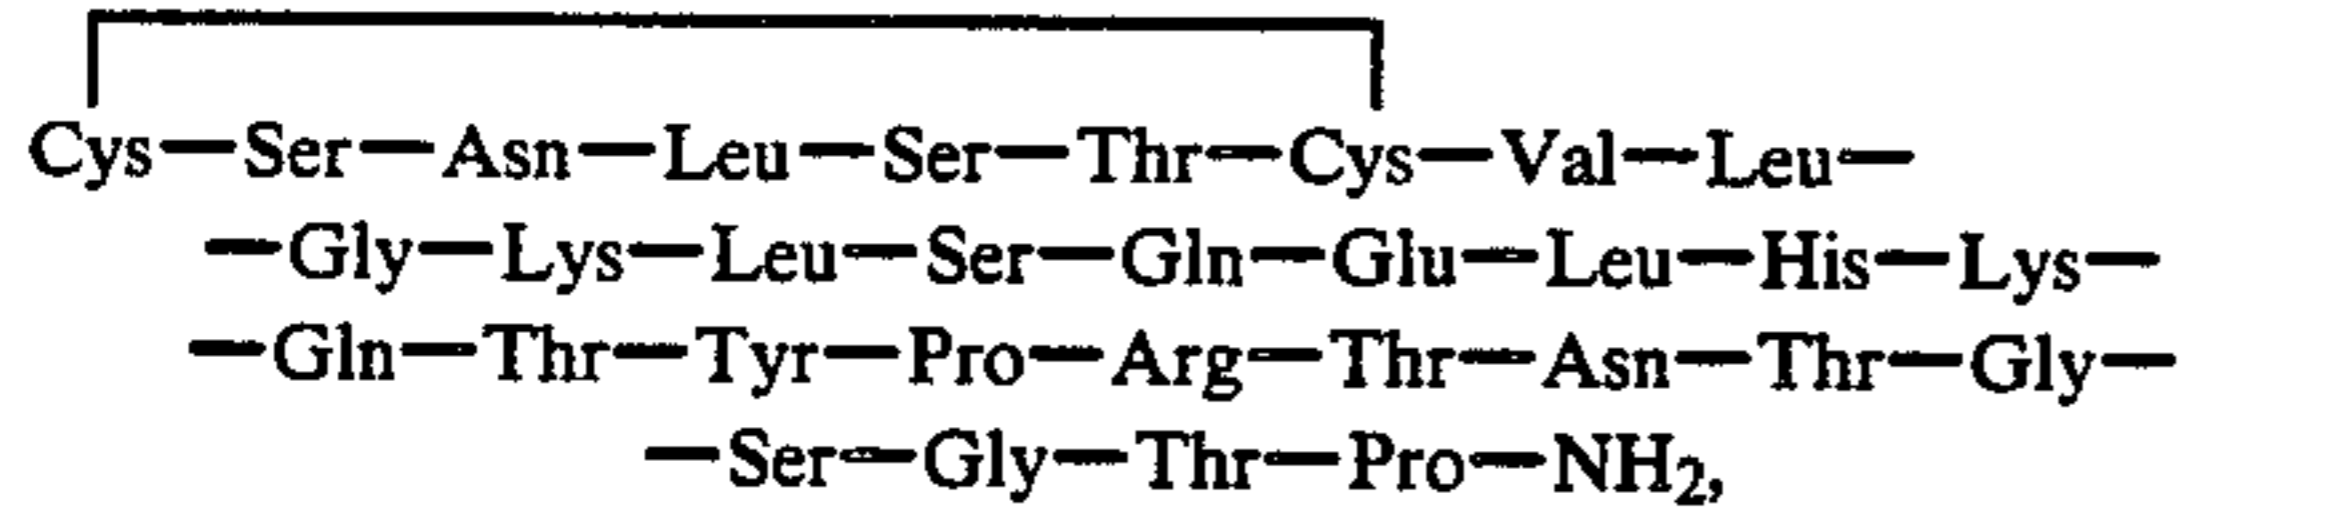 Cys—Ser—Asn—Leu—Ser—Thr—Cys—Val—Leu—
—Gly—Lys—Leu—Ser—Gln—Glu—Leu—His—Lys—
—Gln—Thr—Tyr—Pro—Arg—Thr—Asn—Thr—Gly—
—Ser—Gly—Thr—Pro—NH₂,